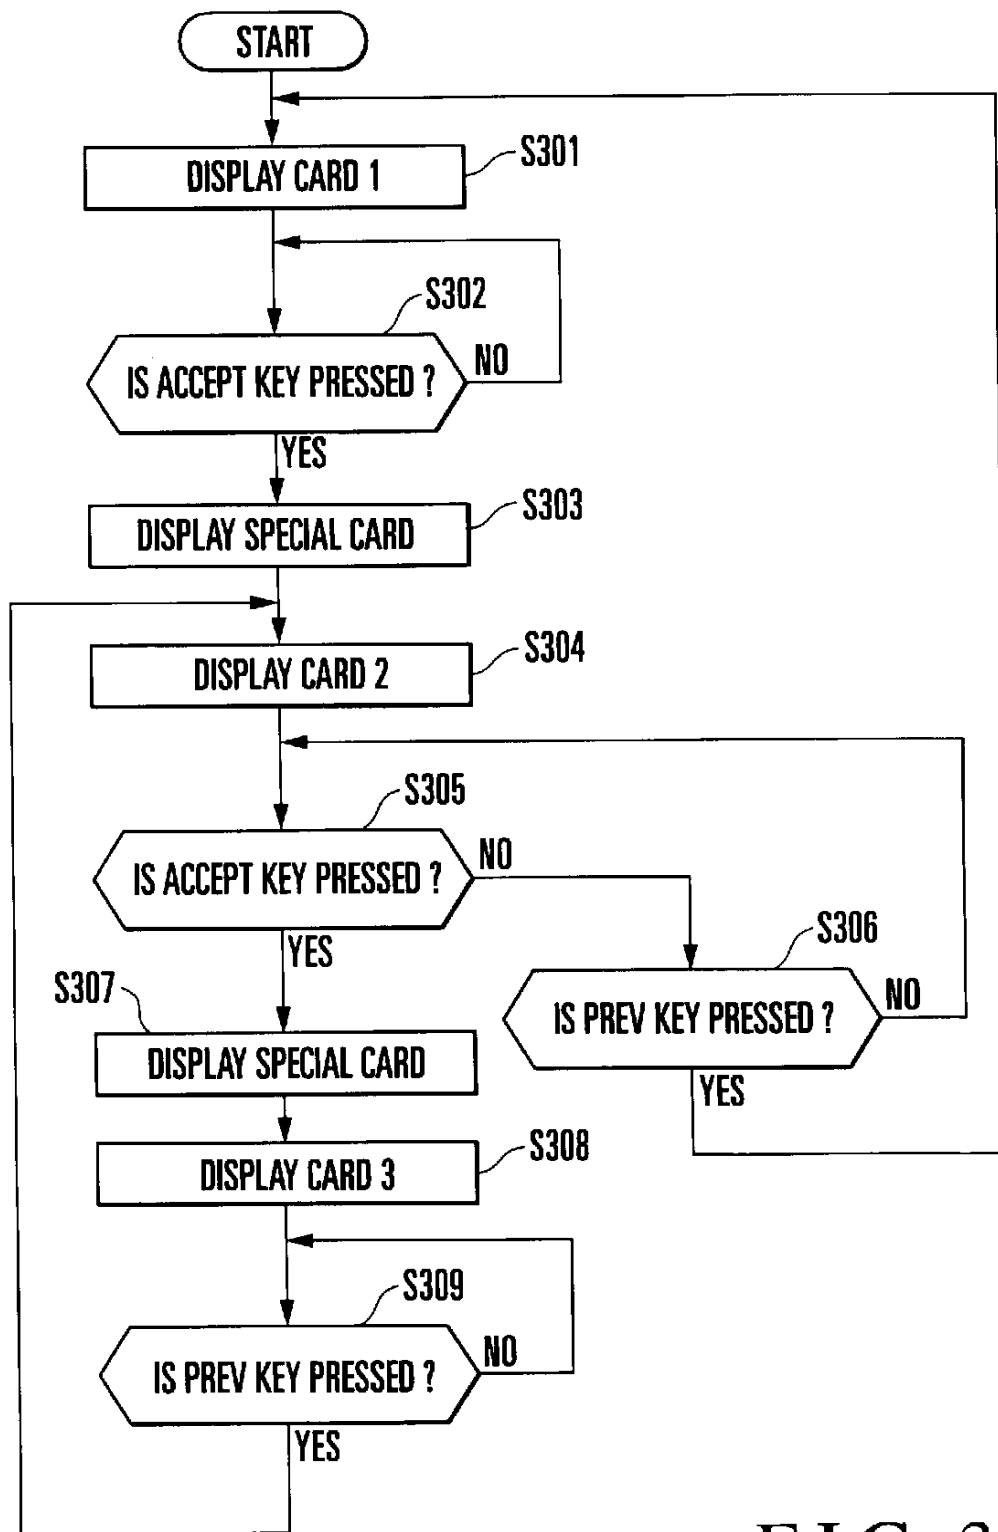 START
DISPLAY CARD 1
S301
S302
IS ACCEPT KEY PRESSED ?
NO
YES
S303
DISPLAY SPECIAL CARD
S304
DISPLAY CARD 2
S305
IS ACCEPT KEY PRESSED ?
NO
YES
S306
IS PREV KEY PRESSED ?
NO
YES
S307
DISPLAY SPECIAL CARD
S308
DISPLAY CARD 3
S309
IS PREV KEY PRESSED ?
NO
YES